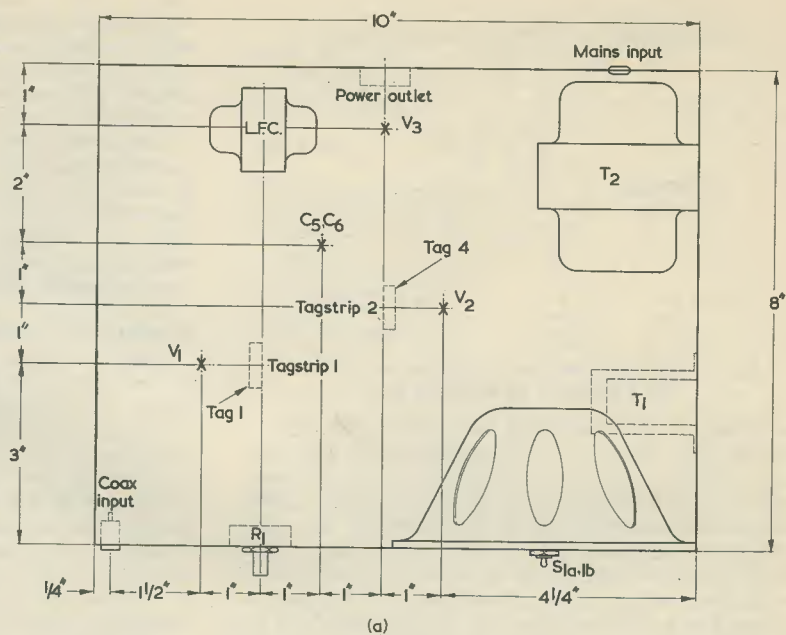 10"
Mains input
1"
Power outlet
L.F.C.
V3
T2
2"
C5,C6
Tag 4
1"
Tagstrip 2
V2
8"
1"
V1
Tagstrip 1
Tag 1
T1
3"
Coax
input
R1
S1a,1b
1/4"
1 1/2"
1"
1"
1"
1"
4 1/4"
(a)